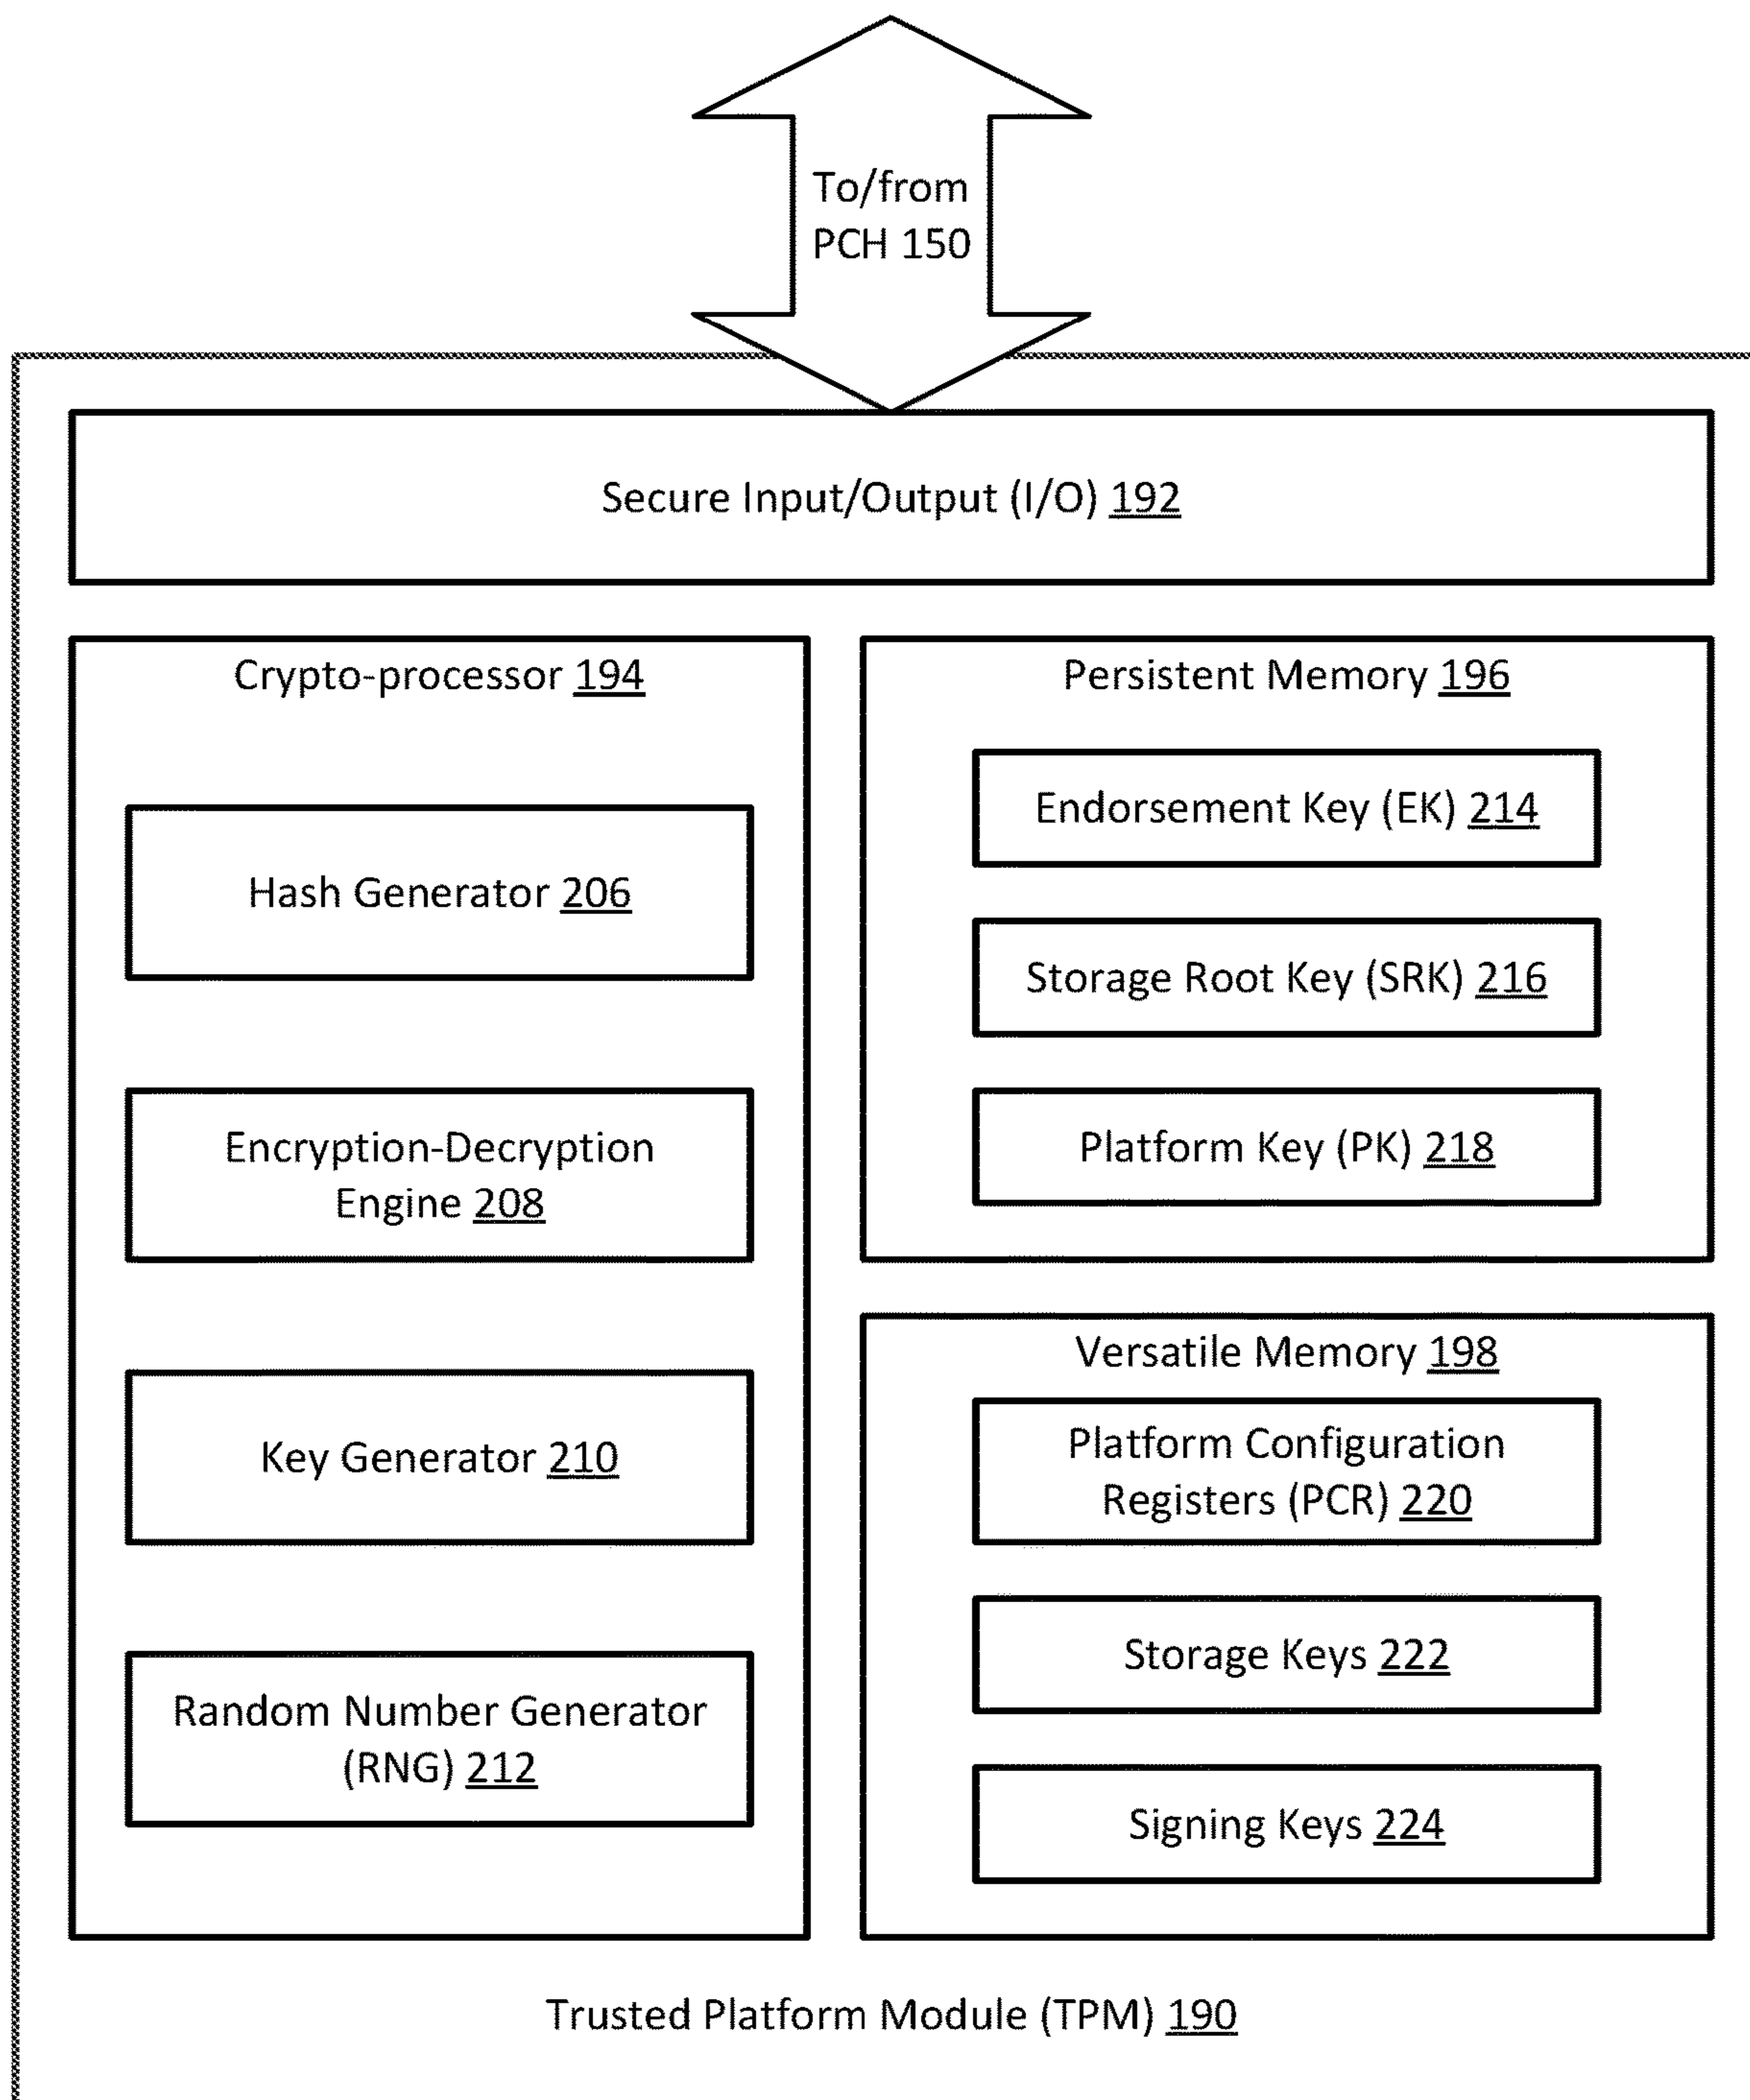 To/from
PCH 150
Secure Input/Output (I/O) 192
Crypto-processor 194
Hash Generator 206
Encryption-Decryption
Engine 208
Key Generator 210
Random Number Generator
(RNG) 212
Persistent Memory 196
Endorsement Key (EK) 214
Storage Root Key (SRK) 216
Platform Key (PK) 218
Versatile Memory 198
Platform Configuration
Registers (PCR) 220
Storage Keys 222
Signing Keys 224
Trusted Platform Module (TPM) 190